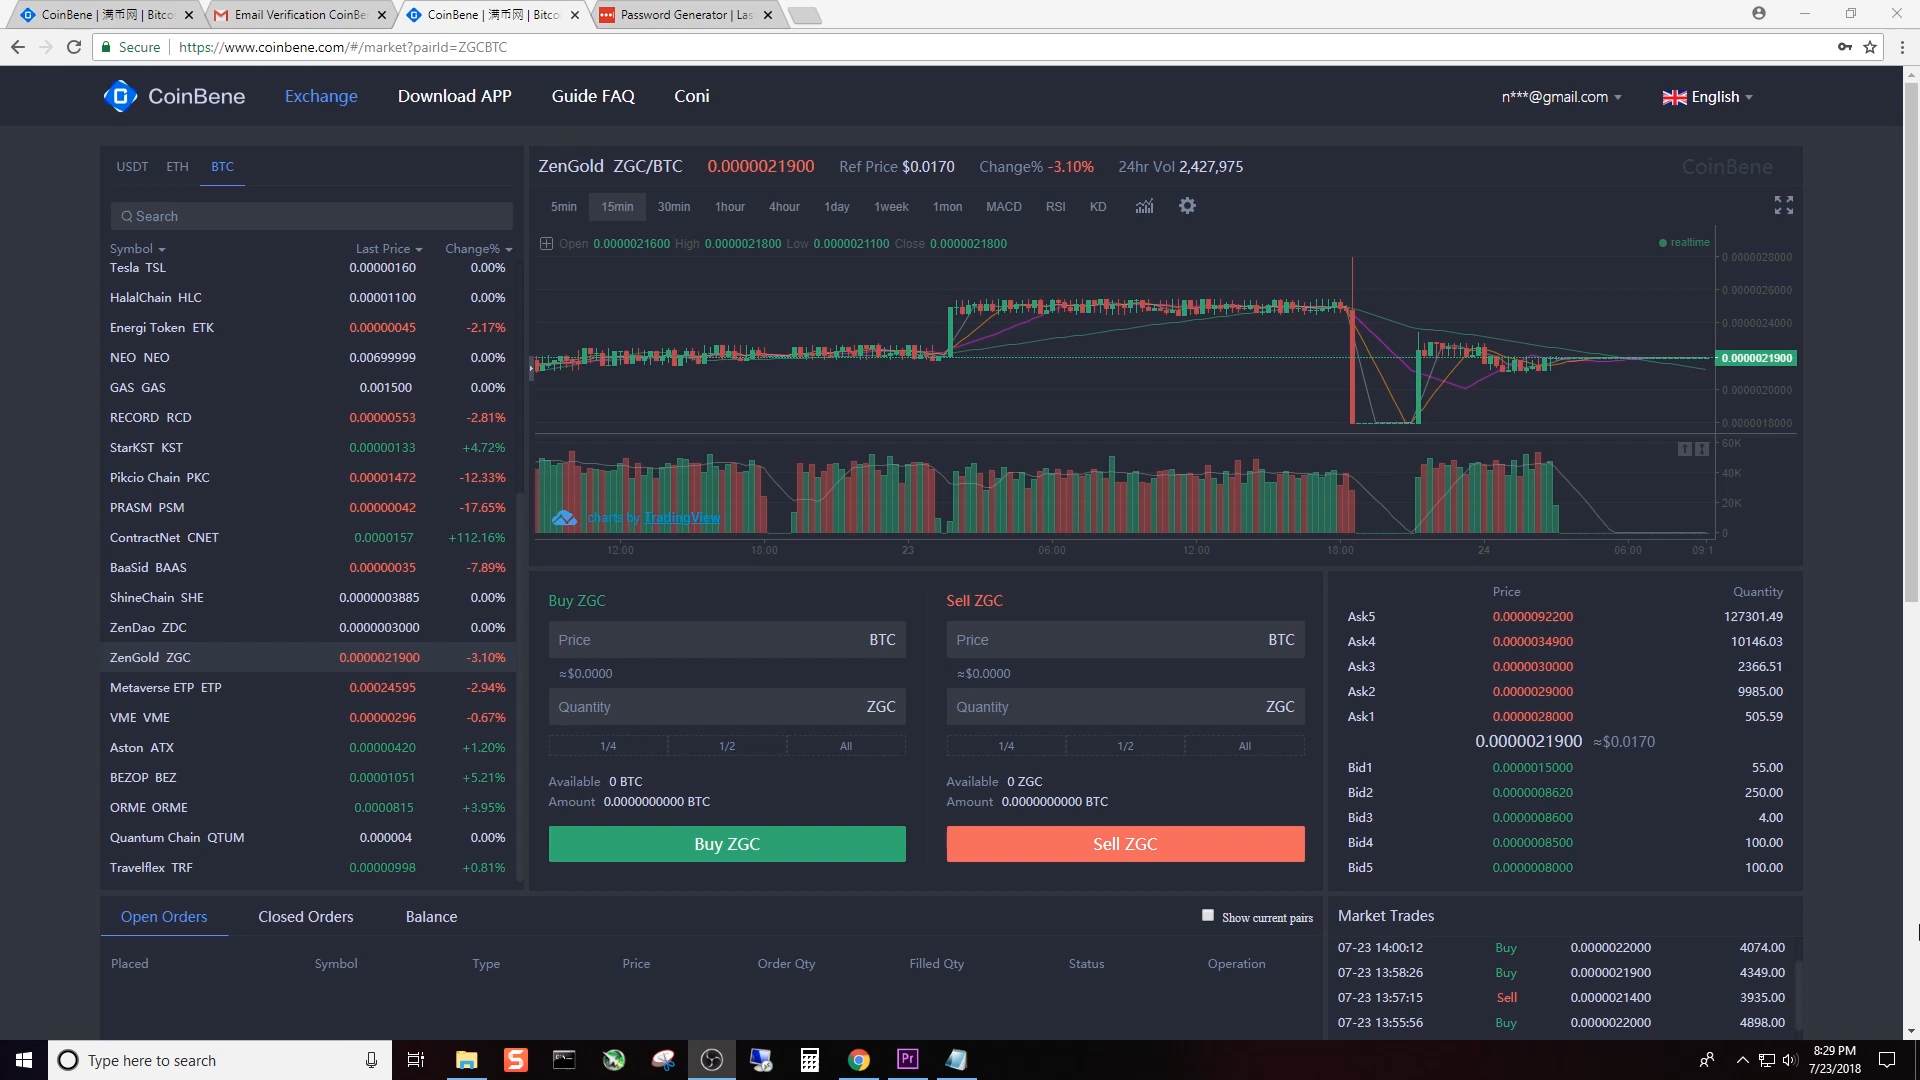 CoinBene | 满币网 | Bitco
Email Verification CoinBe
CoinBene | 满币网 | Bitco
Password Generator | Las
Secure https://www.coinbene.com/#/market?pairId=ZGCBTC
CoinBene Exchange Download APP Guide FAQ Coni n***@gmail.com English
USDT ETH BTC
Search
Symbol Last Price Change%
Tesla TSL 0.00000160 0.00%
HalalChain HLC 0.00001100 0.00%
Energi Token ETK 0.00000045 -2.17%
NEO NEO 0.00699999 0.00%
GAS GAS 0.001500 0.00%
RECORD RCD 0.00000553 -2.81%
StarKST KST 0.00000133 +4.72%
Pikcio Chain PKC 0.00001472 -12.33%
PRASM PSM 0.00000042 -17.65%
ContractNet CNET 0.0000157 +112.16%
BaaSid BAAS 0.00000035 -7.89%
ShineChain SHE 0.0000003885 0.00%
ZenDao ZDC 0.0000003000 0.00%
ZenGold ZGC 0.0000021900 -3.10%
Metaverse ETP ETP 0.00024595 -2.94%
VME VME 0.00000296 -0.67%
Aston ATX 0.00000420 +1.20%
BEZOP BEZ 0.00001051 +5.21%
ORME ORME 0.0000815 +3.95%
Quantum Chain QTUM 0.000004 0.00%
Travelflex TRF 0.00000998 +0.81%
ZenGold ZGC/BTC 0.0000021900 Ref Price $0.0170 Change% -3.10% 24hr Vol 2,427,975 CoinBene
5min 15min 30min 1hour 4hour 1day 1week 1mon MACD RSI KD
Open 0.0000021600 High 0.0000021800 Low 0.0000021100 Close 0.0000021800
realtime
0.0000028000
0.0000026000
0.0000024000
0.0000021900
0.0000020000
0.0000018000
60K
40K
20K
0
charts by TradingView
12:00 18:00 23 06:00 12:00 18:00 24 06:00 09:1
Buy ZGC
Price BTC
≈$0.0000
Quantity ZGC
1/4 1/2 All
Available 0 BTC
Amount 0.0000000000 BTC
Buy ZGC
Sell ZGC
Price BTC
≈$0.0000
Quantity ZGC
1/4 1/2 All
Available 0 ZGC
Amount 0.0000000000 BTC
Sell ZGC
Price Quantity
Ask5 0.0000092200 127301.49
Ask4 0.0000034900 10146.03
Ask3 0.0000030000 2366.51
Ask2 0.0000029000 9985.00
Ask1 0.0000028000 505.59
0.0000021900 ≈$0.0170
Bid1 0.0000015000 55.00
Bid2 0.0000008620 250.00
Bid3 0.0000008600 4.00
Bid4 0.0000008500 100.00
Bid5 0.0000008000 100.00
Open Orders Closed Orders Balance Show current pairs
Placed Symbol Type Price Order Qty Filled Qty Status Operation
Market Trades
07-23 14:00:12 Buy 0.0000022000 4074.00
07-23 13:58:26 Buy 0.0000021900 4349.00
07-23 13:57:15 Sell 0.0000021400 3935.00
07-23 13:55:56 Buy 0.0000022000 4898.00
Type here to search
S
Pr
8:29 PM
7/23/2018